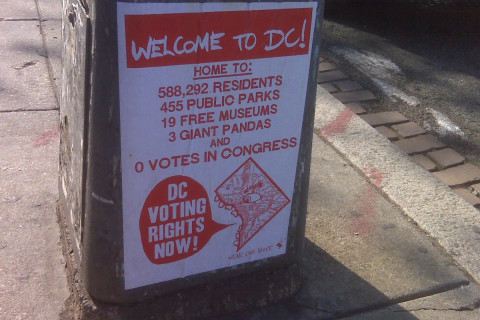 WELCOME TO DC!
HOME TO:
588,292 RESIDENTS
455 PUBLIC PARKS
19 FREE MUSEUMS
3 GIANT PANDAS
AND
0 VOTES IN CONGRESS
DC
VOTING
RIGHTS
NOW!